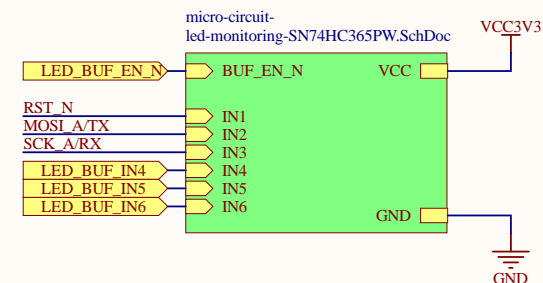 micro-circuit-
led-monitoring-SN74HC365PW.SchDoc
VCC3V3
LED_BUF_EN_N
BUF_EN_N
VCC
RST_N
IN1
MOSI_A/TX
IN2
SCK_A/RX
IN3
LED_BUF_IN4
IN4
LED_BUF_IN5
IN5
LED_BUF_IN6
IN6
GND
GND